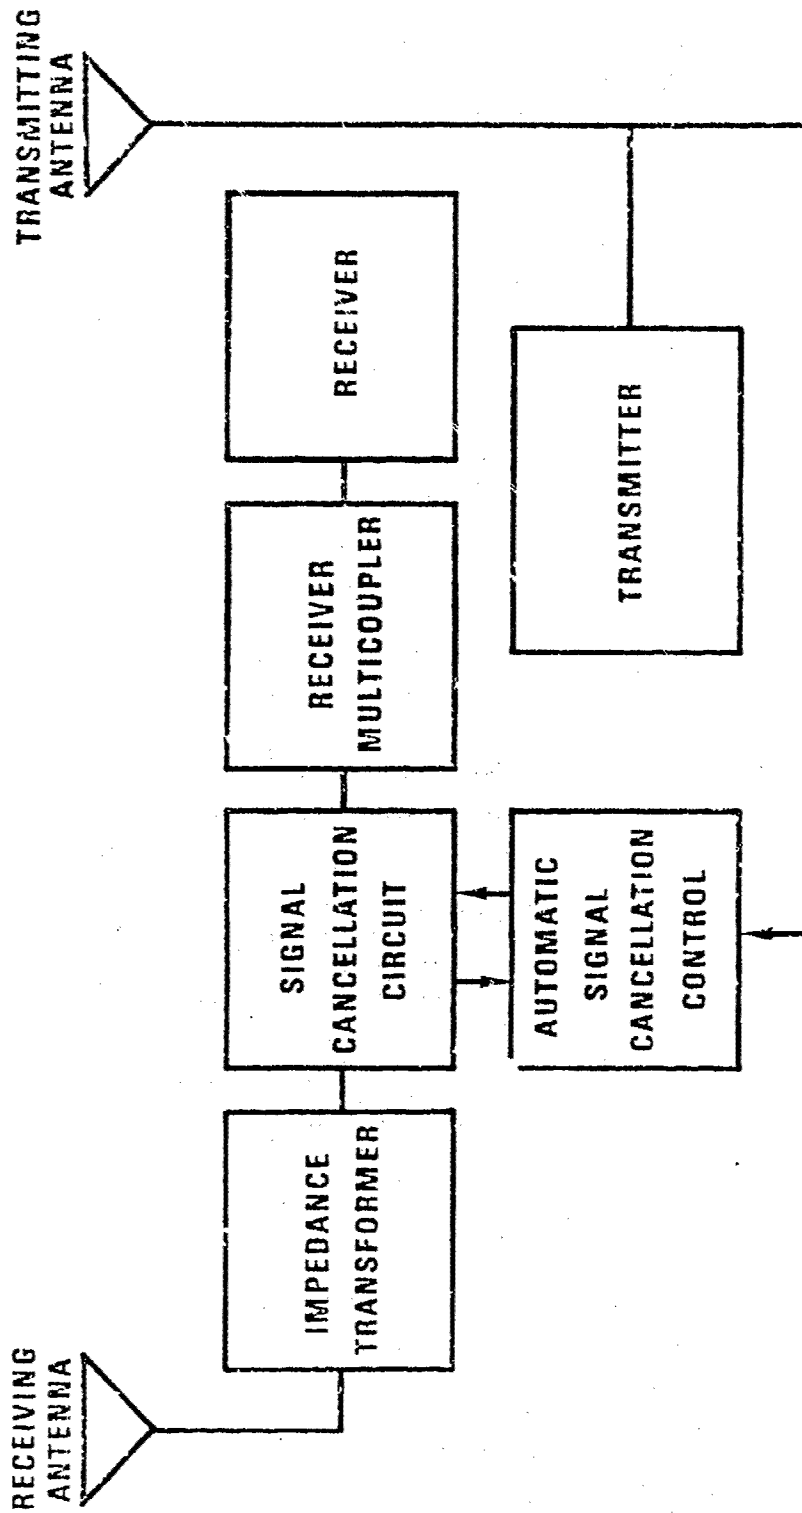 RECEIVING
ANTENNA
TRANSMITTING
ANTENNA
IMPEDANCE
TRANSFORMER
SIGNAL
CANCELLATION
CIRCUIT
RECEIVER
MULTICOUPLER
RECEIVER
AUTOMATIC
SIGNAL
CANCELLATION
CONTROL
TRANSMITTER